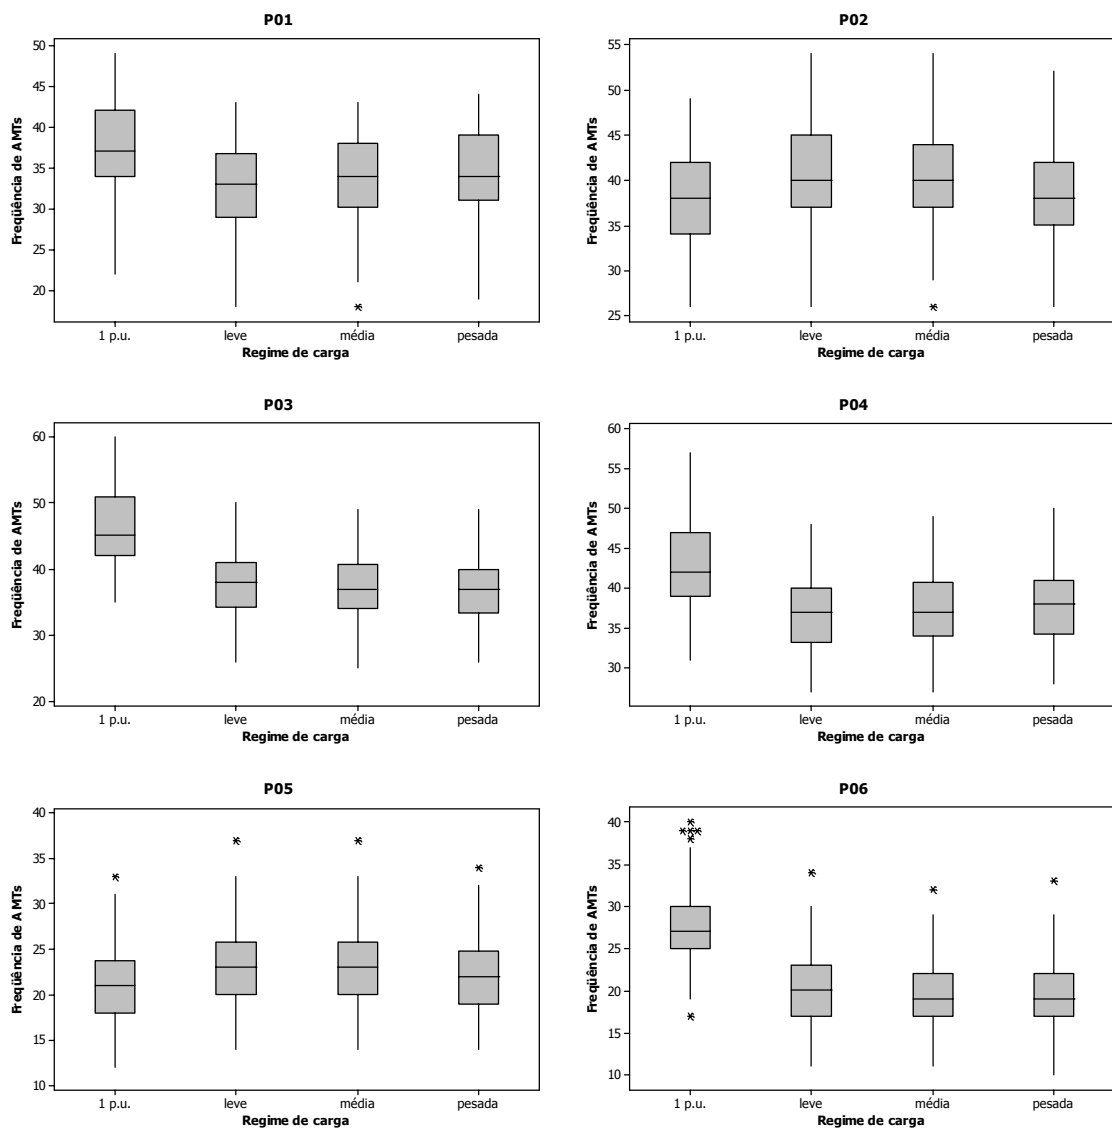 P01
Freqüência de AMTs
50
45
40
35
30
25
20
1 p.u. leve média pesada
Regime de carga
P02
Freqüência de AMTs
55
50
45
40
35
30
25
1 p.u. leve média pesada
Regime de carga
P03
Freqüência de AMTs
60
50
40
30
20
1 p.u. leve média pesada
Regime de carga
P04
Freqüência de AMTs
60
55
50
45
40
35
30
1 p.u. leve média pesada
Regime de carga
P05
Freqüência de AMTs
40
35
30
25
20
15
10
1 p.u. leve média pesada
Regime de carga
P06
Freqüência de AMTs
40
35
30
25
20
15
10
1 p.u. leve média pesada
Regime de carga